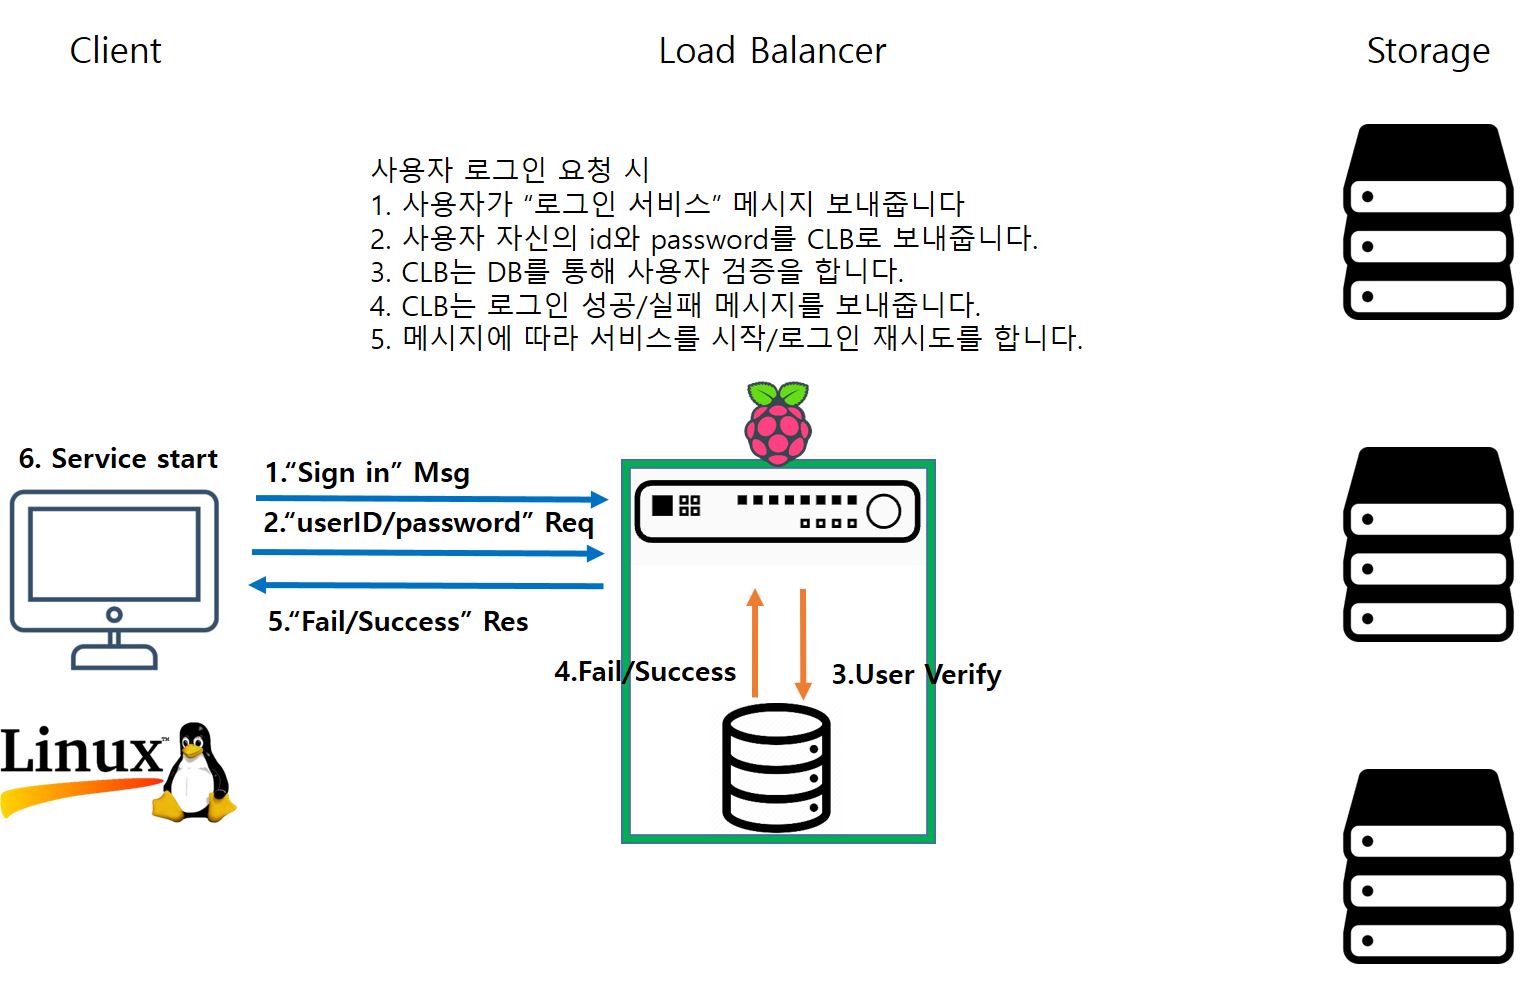 Client
Load Balancer
Storage
사용자 로그인 요청 시
1. 사용자가 “로그인 서비스” 메시지 보내줍니다
2. 사용자 자신의 id와 password를 CLB로 보내줍니다.
3. CLB는 DB를 통해 사용자 검증을 합니다.
4. CLB는 로그인 성공/실패 메시지를 보내줍니다.
5. 메시지에 따라 서비스를 시작/로그인 재시도를 합니다.
6. Service start
1.“Sign in” Msg
2.“userID/password” Req
5.“Fail/Success” Res
4.Fail/Success
3.User Verify
Linux™